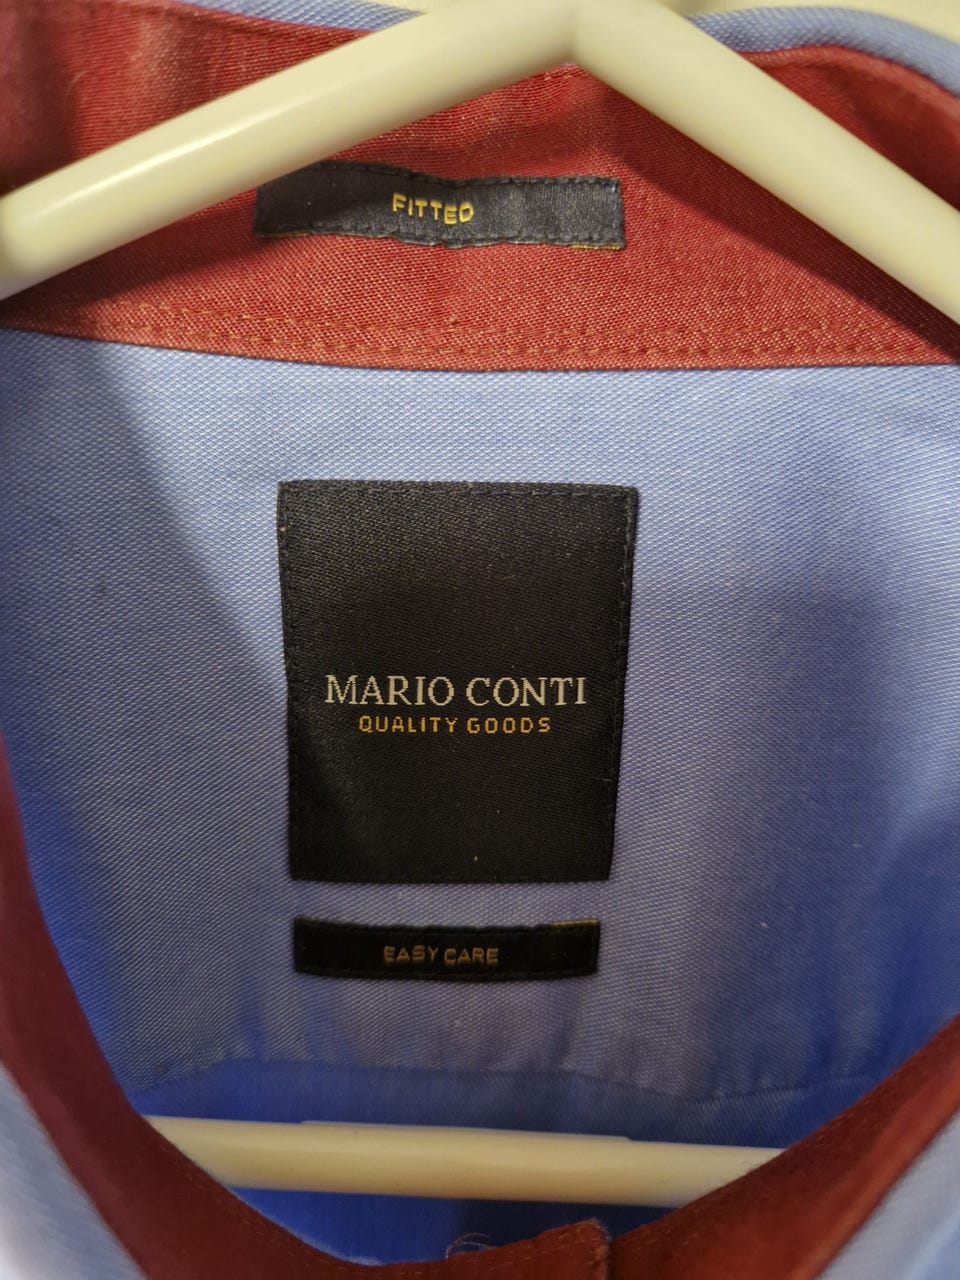 FITTED
MARIO CONTI
QUALITY GOODS
EASY CARE